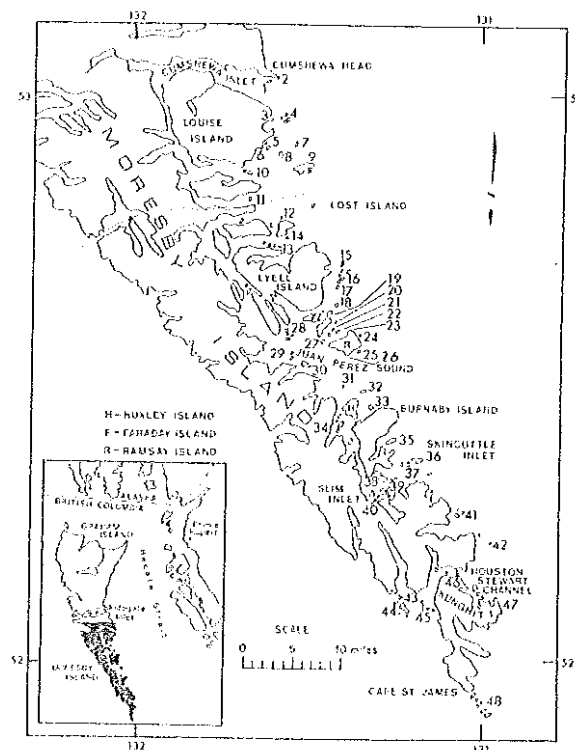 132
131
CUMSHEWA HEAD
CUMSHEWA
INLET
2
50
LOUISE
ISLAND
3
4
5
6
7
8
9
10
11
LOST ISLAND
MORESBY
ISLAND
12
13
14
LYELL
ISLAND
15
16
17
18
19
20
21
22
23
24
R
25
26
27
28
29
30
JUAN PEREZ SOUND
31
32
33
H
34
BURNABY ISLAND
H-HUXLEY ISLAND
F-FARADAY ISLAND
R-RAMSAY ISLAND
35
SKINCUTTLE
INLET
36
37
38
39
40
SLIM
INLET
41
42
HOUSTON
STEWART
CHANNEL
43
44
45
46
KUNGHIT I
47
CAPE ST JAMES
48
SCALE
0
5
10 miles
ALASKA
BRITISH COLUMBIA
GRAHAM
ISLAND
Hecate Strait
Prince
Rupert
Skidegate
Inlet
MORESBY
ISLAND
52
52
132
131